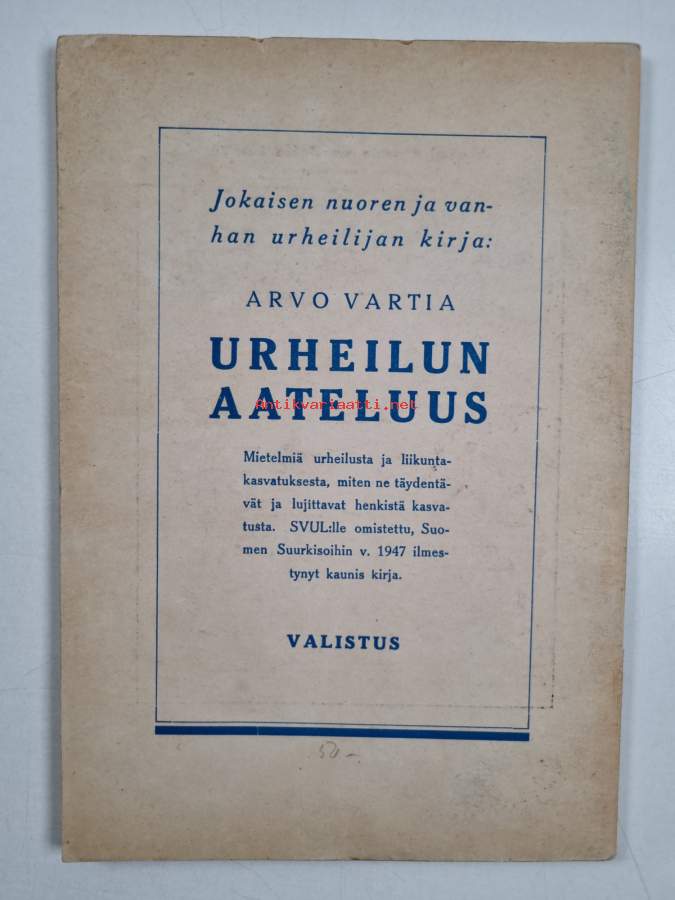 Jokaisen nuoren ja van-
han urheilijan kirja:
ARVO VARTIA
URHEILUN
AATELUUS
Antikvariaatti.net
Mietelmiä urheilusta ja liikunta-
kasvatuksesta, miten ne täydentä-
vät ja lujittavat henkistä kasva-
tusta. SVUL:lle omistettu, Suo-
men Suurkisoihin v. 1947 ilmes-
tynyt kaunis kirja.
VALISTUS